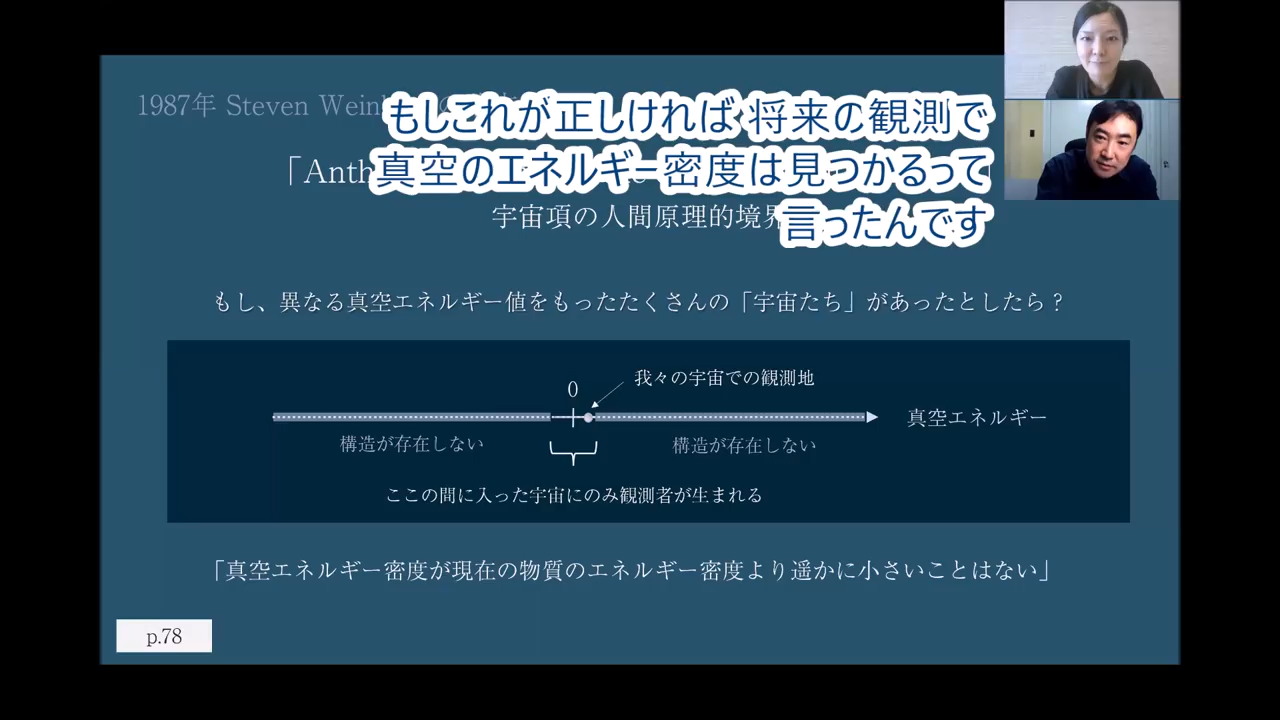 1987年 Steven Wein
もしこれが正しければ 将来の観測で
「Anth
真空のエネルギー密度は見つかるって
宇宙項の人間原理的境界
言ったんです
もし、異なる真空エネルギー値をもったたくさんの「宇宙たち」があったとしたら?
我々の宇宙での観測地
0
真空エネルギー
構造が存在しない
構造が存在しない
ここの間に入った宇宙にのみ観測者が生まれる
「真空エネルギー密度が現在の物質のエネルギー密度より遥かに小さいことはない」
p.78